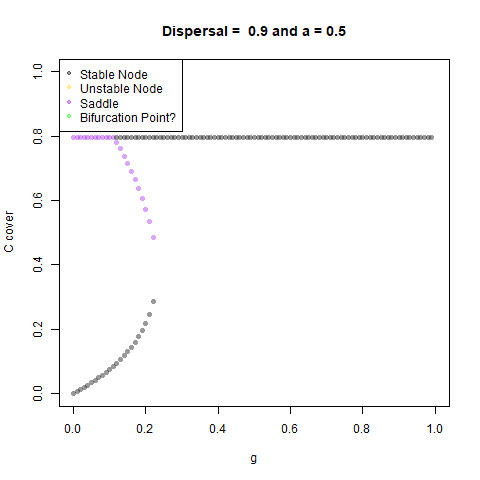 Dispersal =  0.9 and a = 0.5
Stable Node
Unstable Node
Saddle
Bifurcation Point?
C cover
1.0
0.8
0.6
0.4
0.2
0.0
0.0 0.2 0.4 0.6 0.8 1.0
g